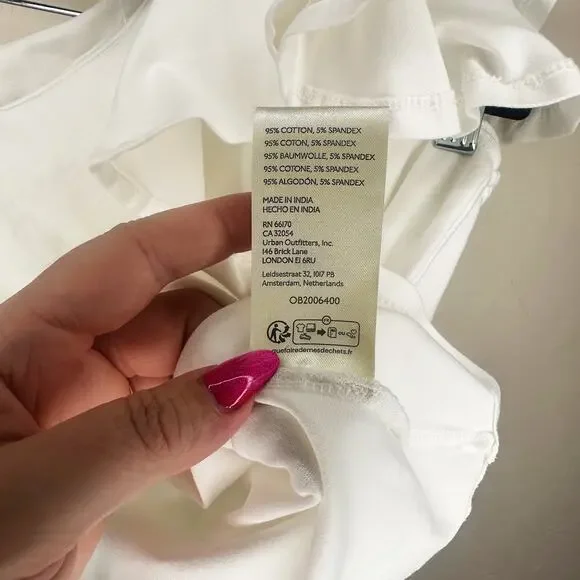 95% COTTON, 5% SPANDEX
95% COTON, 5% SPANDEX
95% BAUMWOLLE, 5% SPANDEX
95% COTONE, 5% SPANDEX
95% ALGODÓN, 5% SPANDEX
MADE IN INDIA
HECHO EN INDIA
RN 66170
CA 32054
Urban Outfitters, Inc.
146 Brick Lane
LONDON E1 6RU
Leidsestraat 32, 1017 PB
Amsterdam, Netherlands
OB2006400
FR
OU
quefairedemesdechets.fr